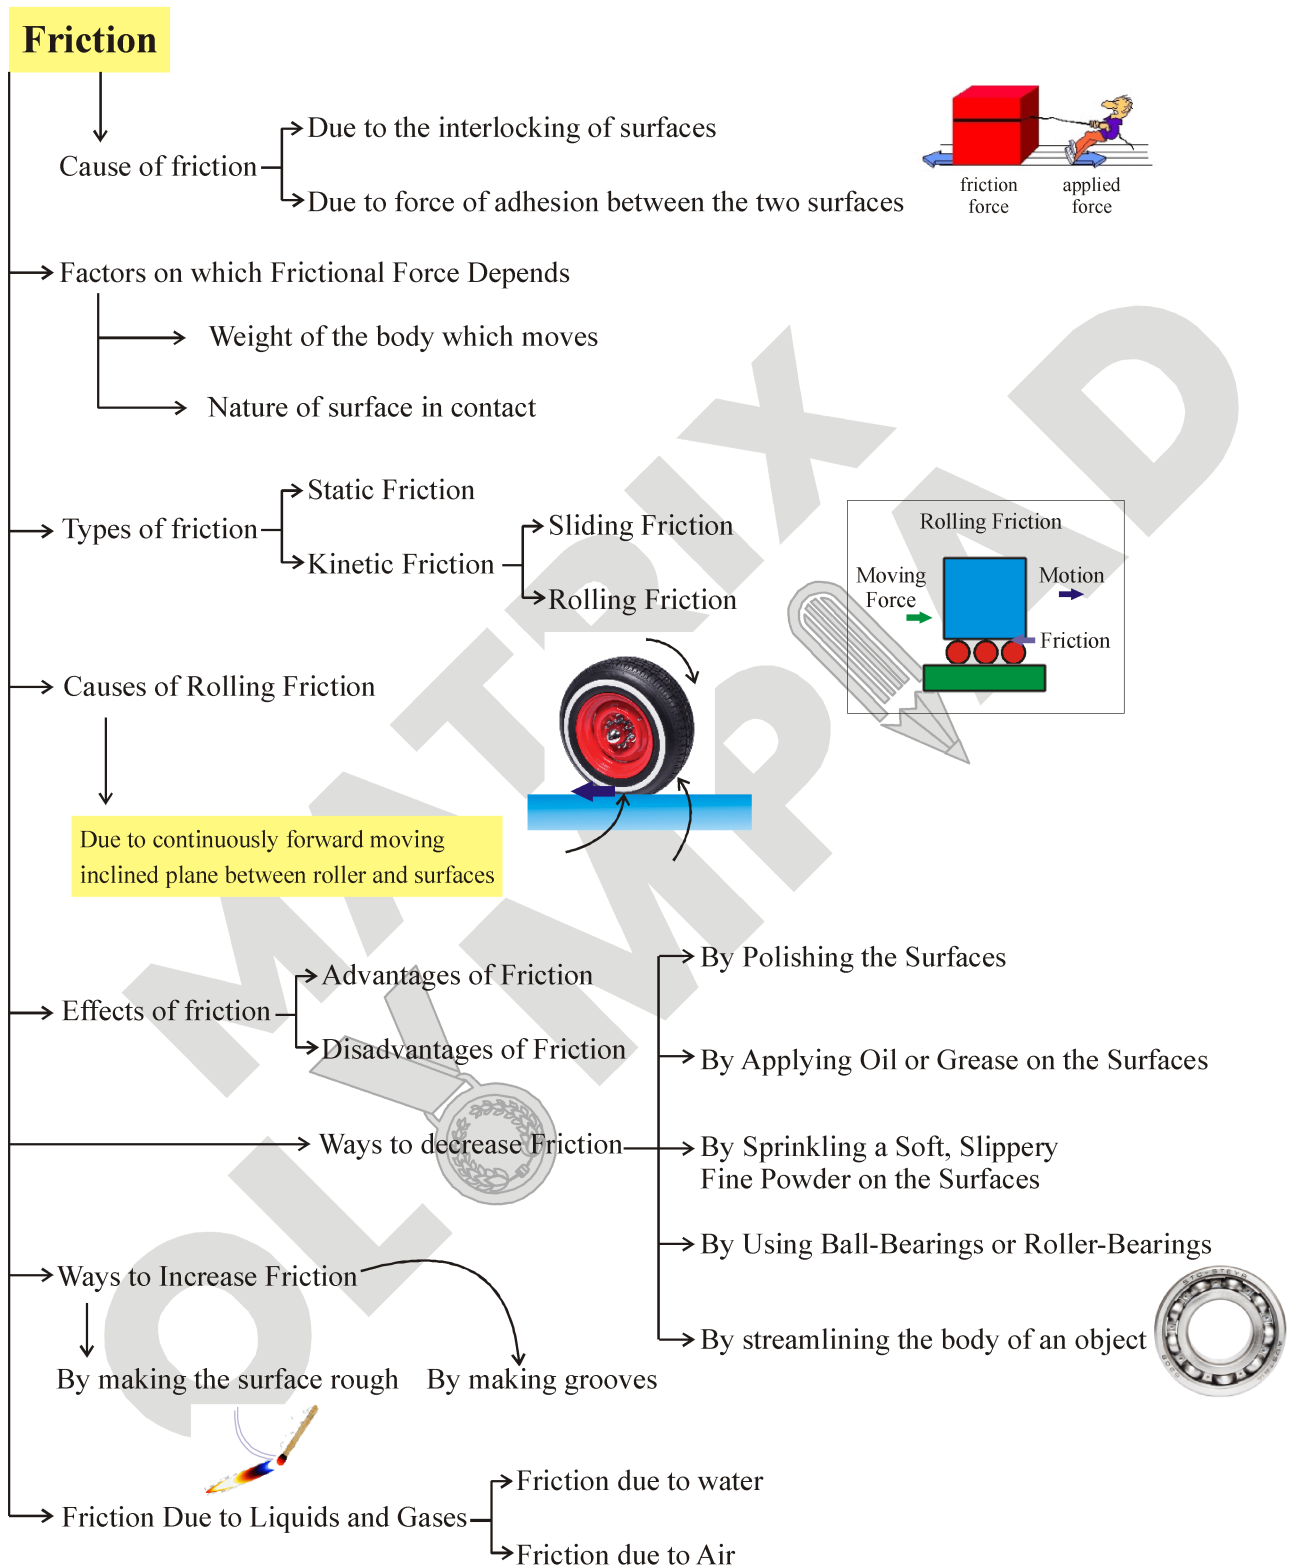 Friction
Due to the interlocking of surfaces
Cause of friction
Due to force of adhesion between the two surfaces
friction
force
applied
force
Factors on which Frictional Force Depends
Weight of the body which moves
Nature of surface in contact
Static Friction
Types of friction
Kinetic Friction
Sliding Friction
Rolling Friction
Rolling Friction
Moving
Force
Motion
Friction
Causes of Rolling Friction
Due to continuously forward moving
inclined plane between roller and surfaces
Advantages of Friction
Effects of friction
Disadvantages of Friction
Ways to decrease Friction
By Polishing the Surfaces
By Applying Oil or Grease on the Surfaces
By Sprinkling a Soft, Slippery
Fine Powder on the Surfaces
By Using Ball-Bearings or Roller-Bearings
By streamlining the body of an object
Ways to Increase Friction
By making the surface rough
By making grooves
Friction Due to Liquids and Gases
Friction due to water
Friction due to Air
MATRIX
OLYMPIAD